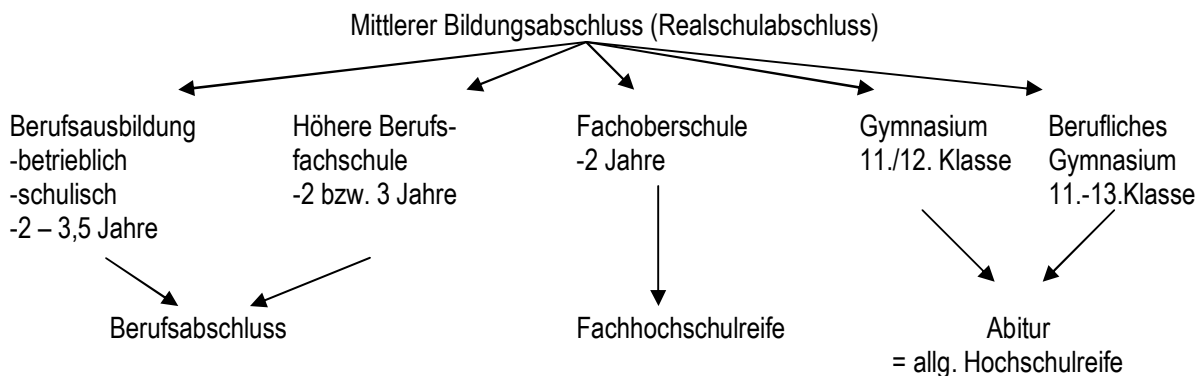 Mittlerer Bildungsabschluss (Realschulabschluss)
Berufsausbildung
-betrieblich
-schulisch
-2 – 3,5 Jahre
Höhere Berufs-
fachschule
-2 bzw. 3 Jahre
Fachoberschule
-2 Jahre
Gymnasium
11./12. Klasse
Berufliches
Gymnasium
11.-13.Klasse
Berufsabschluss
Fachhochschulreife
Abitur
= allg. Hochschulreife